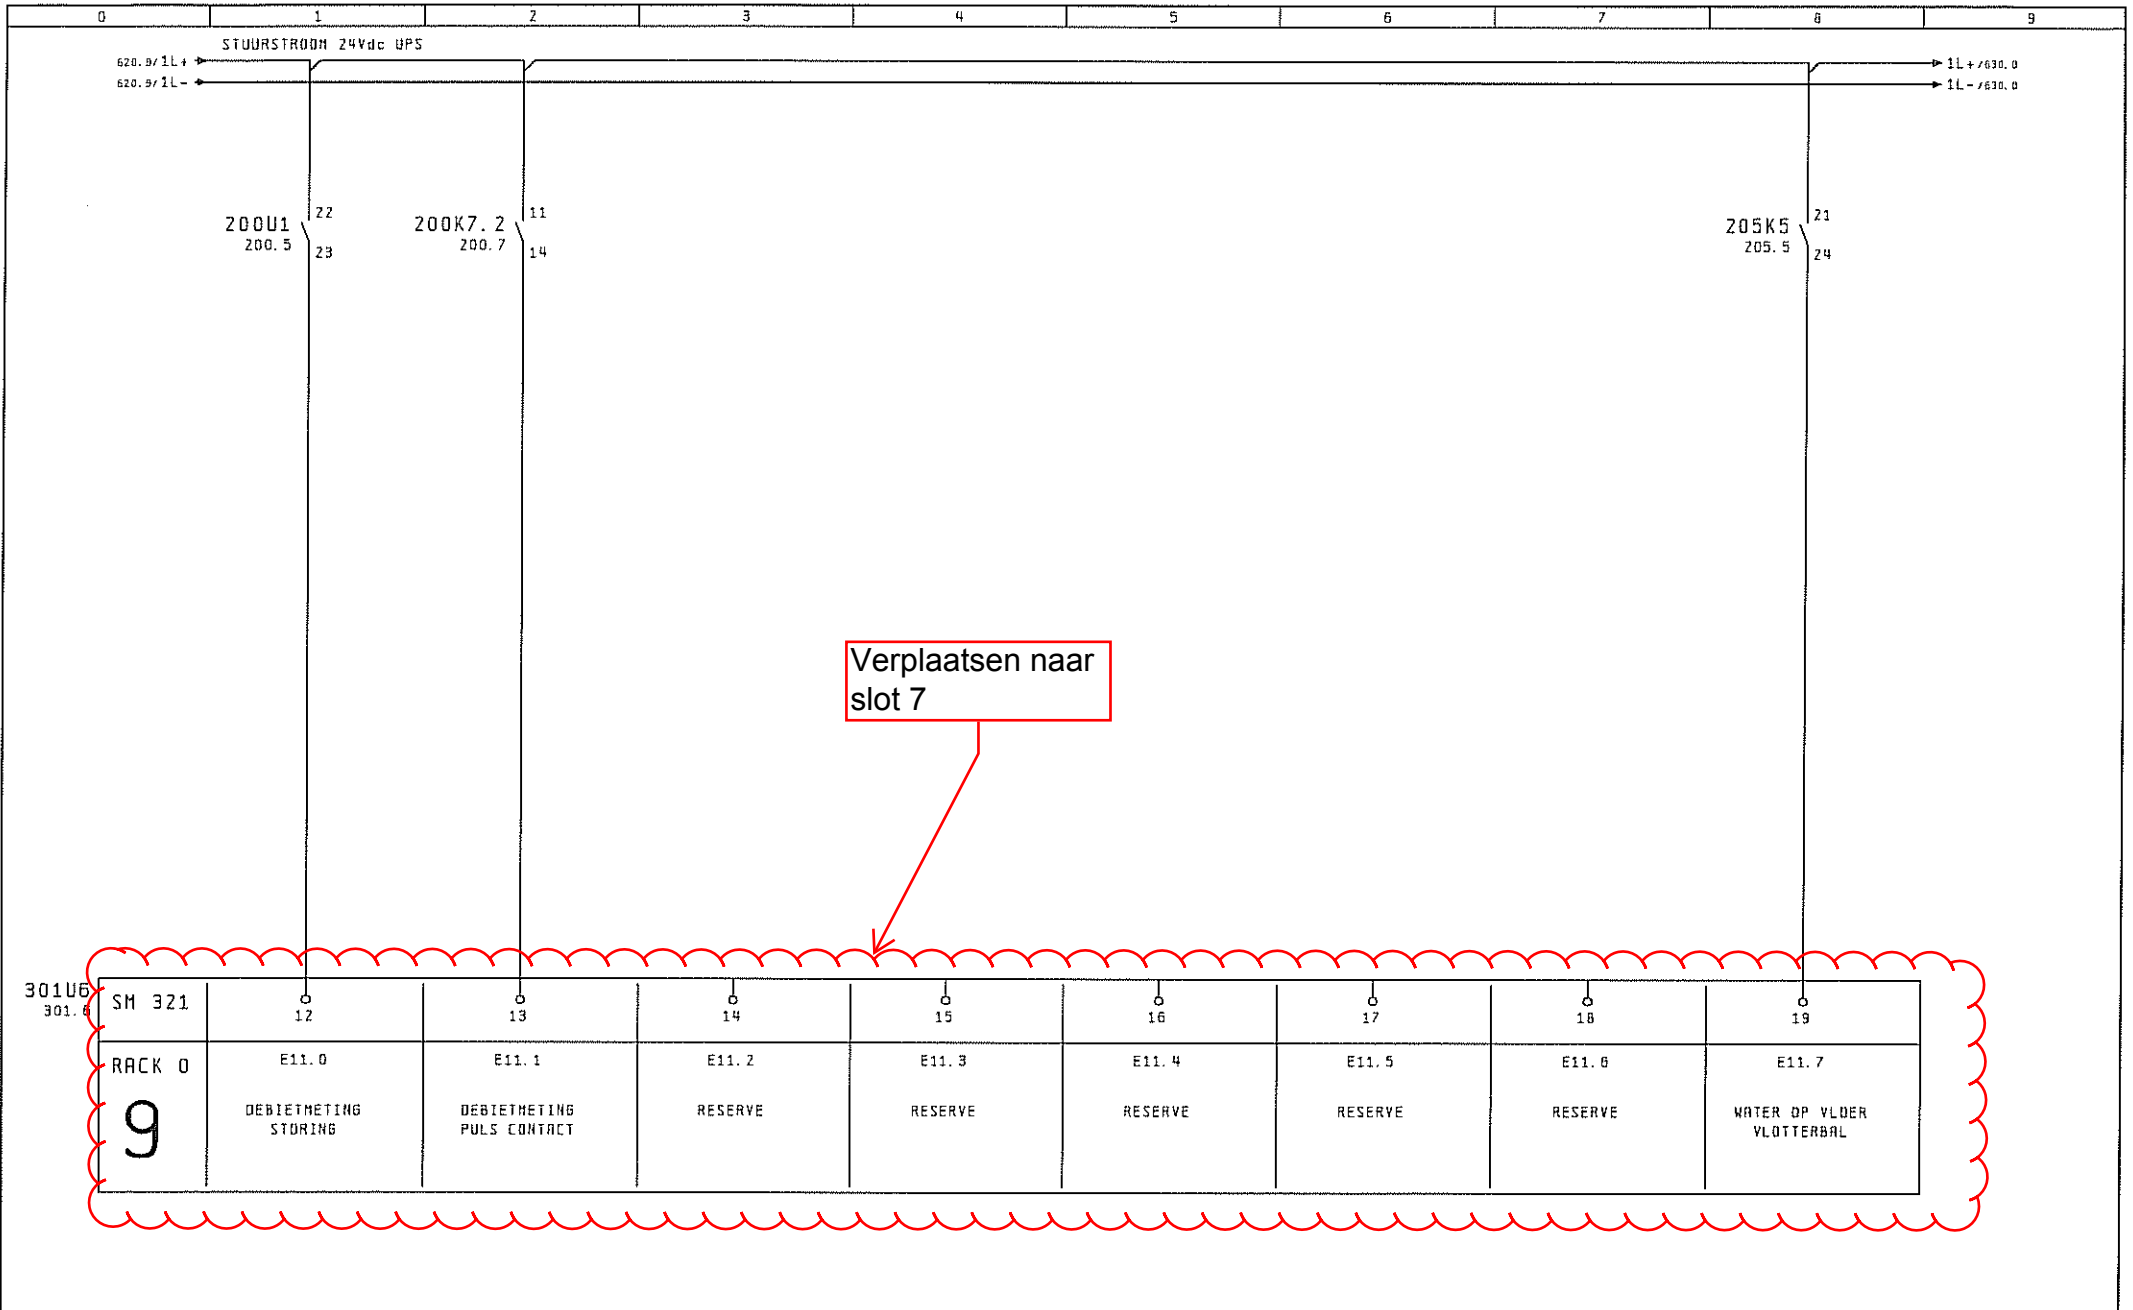 0 1 2 3 4 5 6 7 8 9
STUURSTROOM 24Vdc UPS
620.9/1L+
1L+/630.0
620.9/1L-
1L-/630.0
200U1
200.5
22
23
200K7.2
200.7
11
14
205K5
205.5
21
24
Verplaatsen naar
slot 7
301U6
301.6
SM 321
12 13 14 15 16 17 18 19
RACK 0
9
E11.0 E11.1 E11.2 E11.3 E11.4 E11.5 E11.6 E11.7
DEBIETMETING
STORING
DEBIETMETING
PULS CONTACT
RESERVE
RESERVE
RESERVE
RESERVE
RESERVE
WATER OP VLOER
VLOTTERBAL